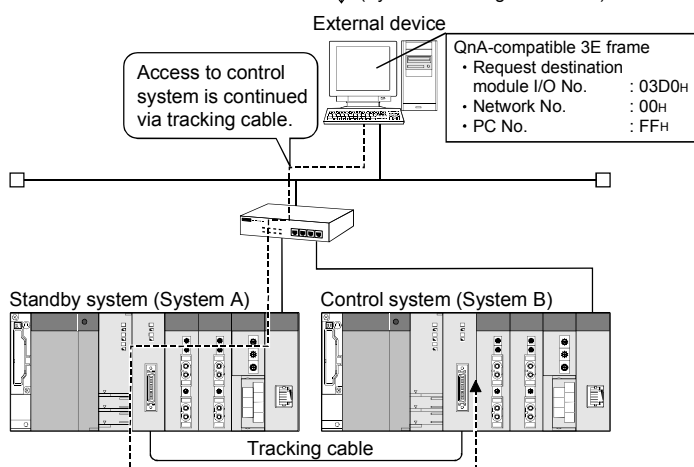 External device
QnA-compatible 3E frame
・Request destination
module I/O No. : 03D0H
・Network No. : 00H
・PC No. : FFH
Access to control
system is continued
via tracking cable.
Standby system (System A)
Control system (System B)
Tracking cable